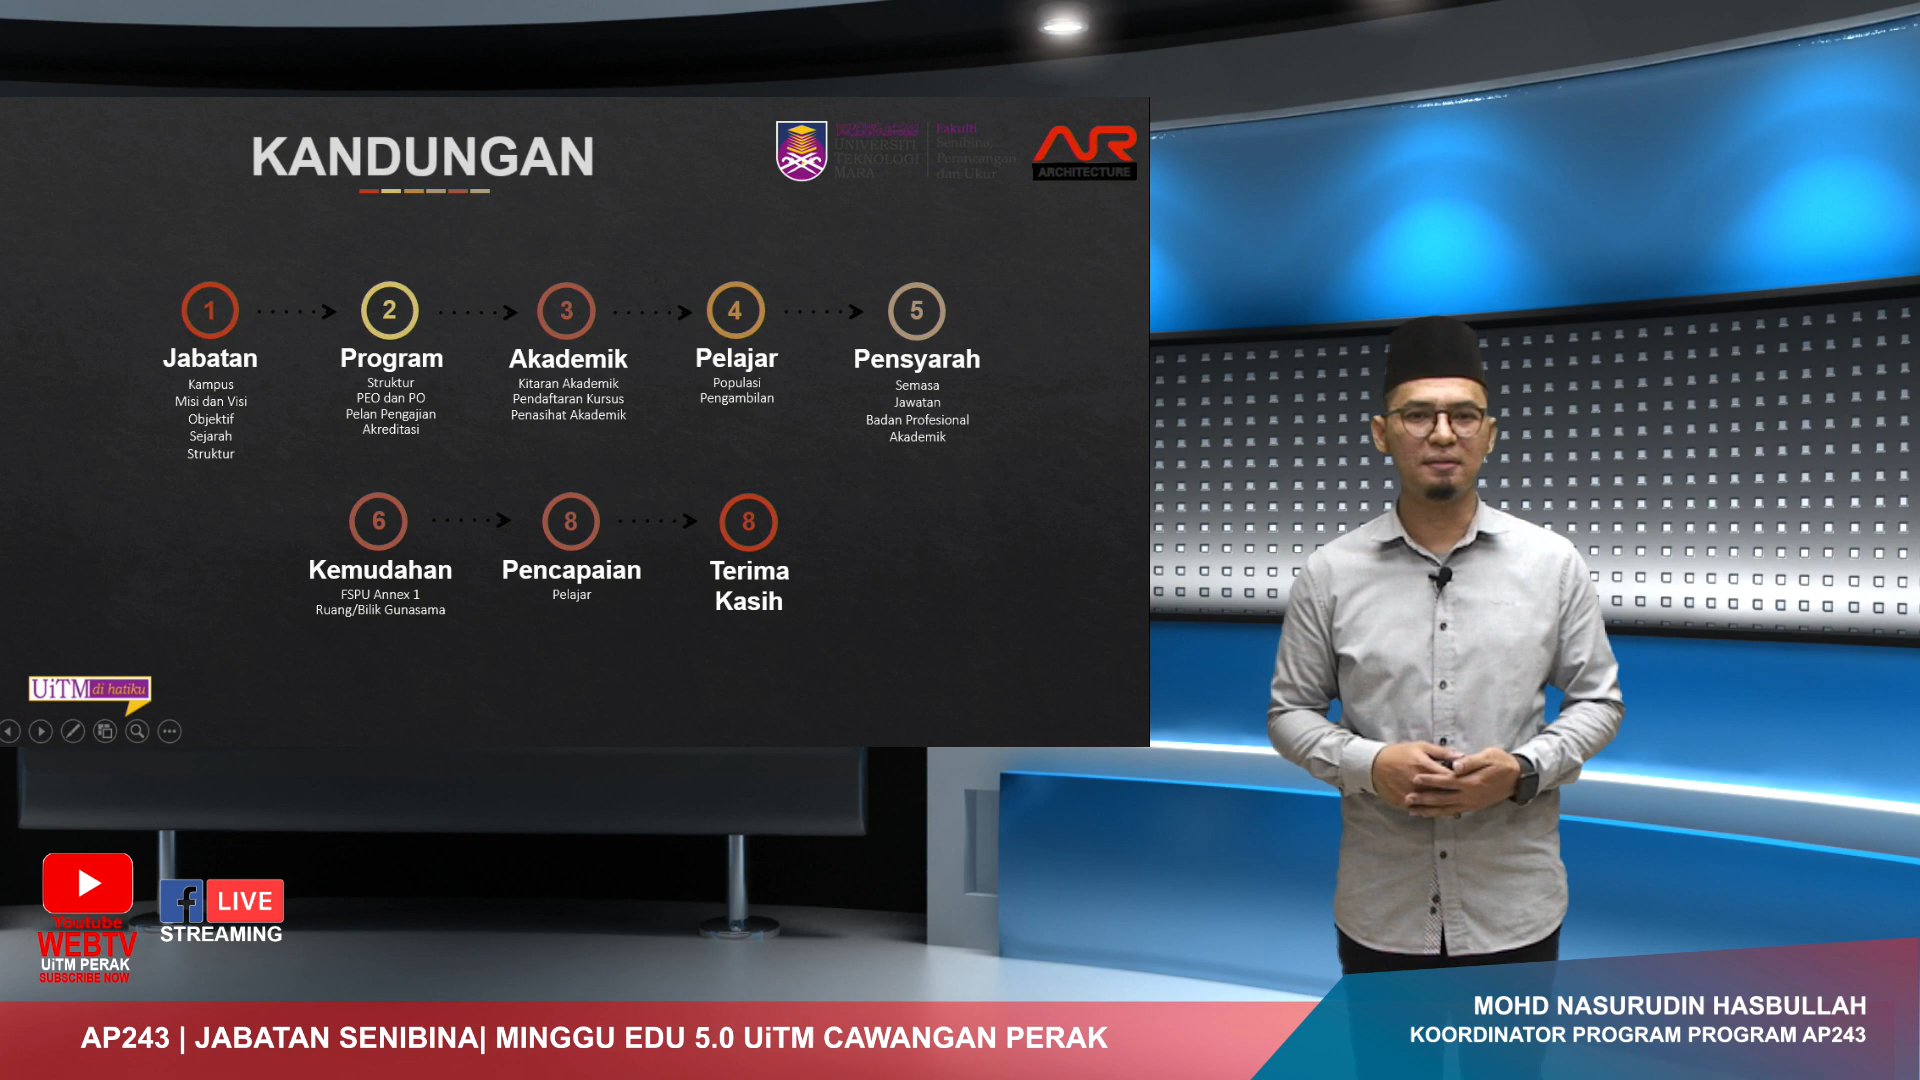 KANDUNGAN
UNIVERSITI
TEKNOLOGI
MARA
Fakulti
Senibina,
Perancangan
dan Ukur
AR
ARCHITECTURE
1
2
3
4
5
Jabatan
Kampus
Misi dan Visi
Objektif
Sejarah
Struktur
Program
Struktur
PEO dan PO
Pelan Pengajian
Akreditasi
Akademik
Kitaran Akademik
Pendaftaran Kursus
Penasihat Akademik
Pelajar
Populasi
Pengambilan
Pensyarah
Semasa
Jawatan
Badan Profesional
Akademik
6
8
8
Kemudahan
FSPU Annex 1
Ruang/Bilik Gunasama
Pencapaian
Pelajar
Terima
Kasih
UiTM di hatiku
Youtube
WEBTV
UiTM PERAK
SUBSCRIBE NOW
f LIVE
STREAMING
AP243 | JABATAN SENIBINA| MINGGU EDU 5.0 UiTM CAWANGAN PERAK
MOHD NASURUDIN HASBULLAH
KOORDINATOR PROGRAM PROGRAM AP243